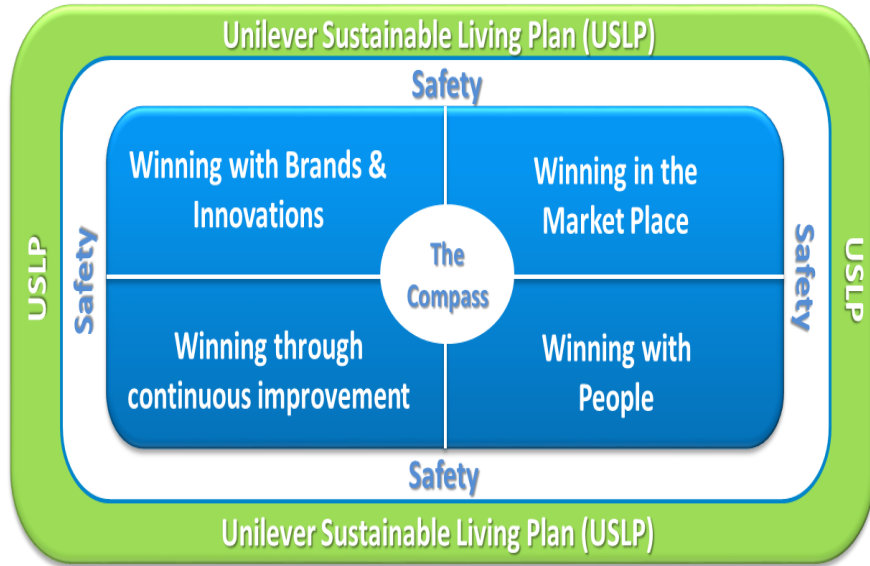 Unilever Sustainable Living Plan (USLP)
Safety
Winning with Brands &
Innovations
Winning in the
Market Place
USLP
Safety
The
Compass
Safety
USLP
Winning through
continuous improvement
Winning with
People
Safety
Unilever Sustainable Living Plan (USLP)